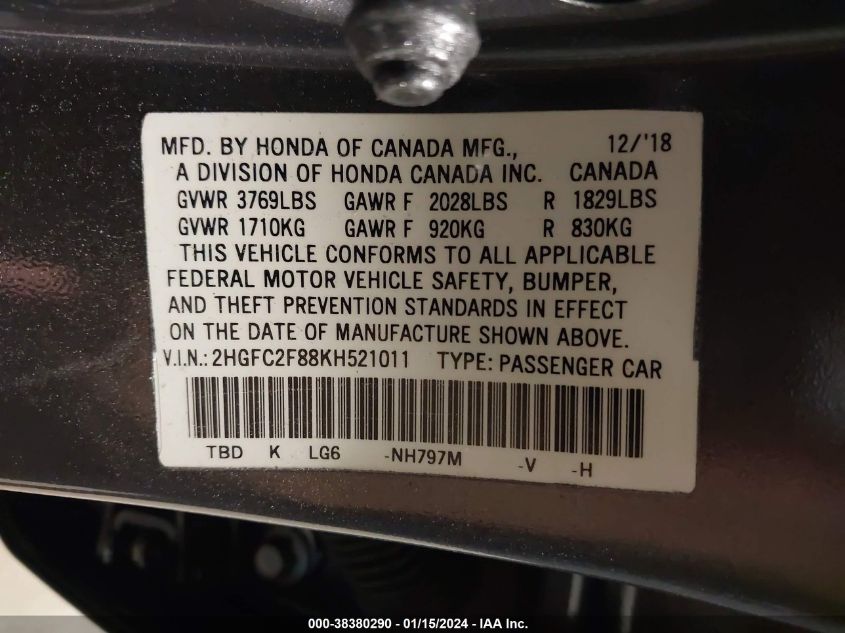 MFD. BY HONDA OF CANADA MFG., 12/'18
A DIVISION OF HONDA CANADA INC. CANADA
GVWR 3769LBS GAWR F 2028LBS R 1829LBS
GVWR 1710KG GAWR F 920KG R 830KG
THIS VEHICLE CONFORMS TO ALL APPLICABLE
FEDERAL MOTOR VEHICLE SAFETY, BUMPER,
AND THEFT PREVENTION STANDARDS IN EFFECT
ON THE DATE OF MANUFACTURE SHOWN ABOVE.
V.I.N.: 2HGFC2F88KH521011 TYPE: PASSENGER CAR
TBD K LG6 -NH797M -V -H
000-38380290 - 01/15/2024 - IAA Inc.